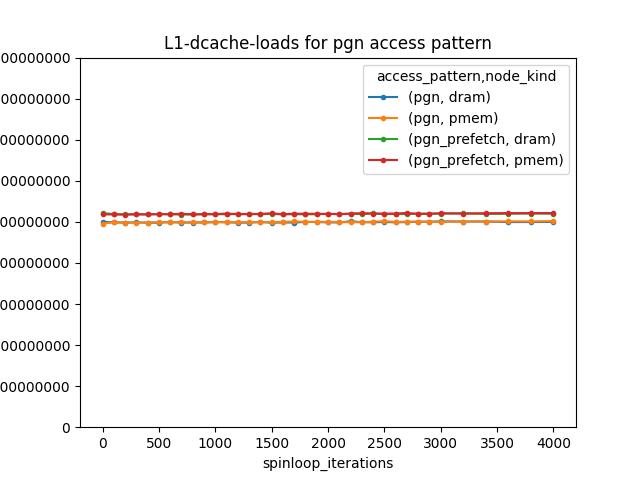 L1-dcache-loads for pgn access pattern
access_pattern,node_kind
(pgn, dram)
(pgn, pmem)
(pgn_prefetch, dram)
(pgn_prefetch, pmem)
0
0 500 1000 1500 2000 2500 3000 3500 4000
spinloop_iterations